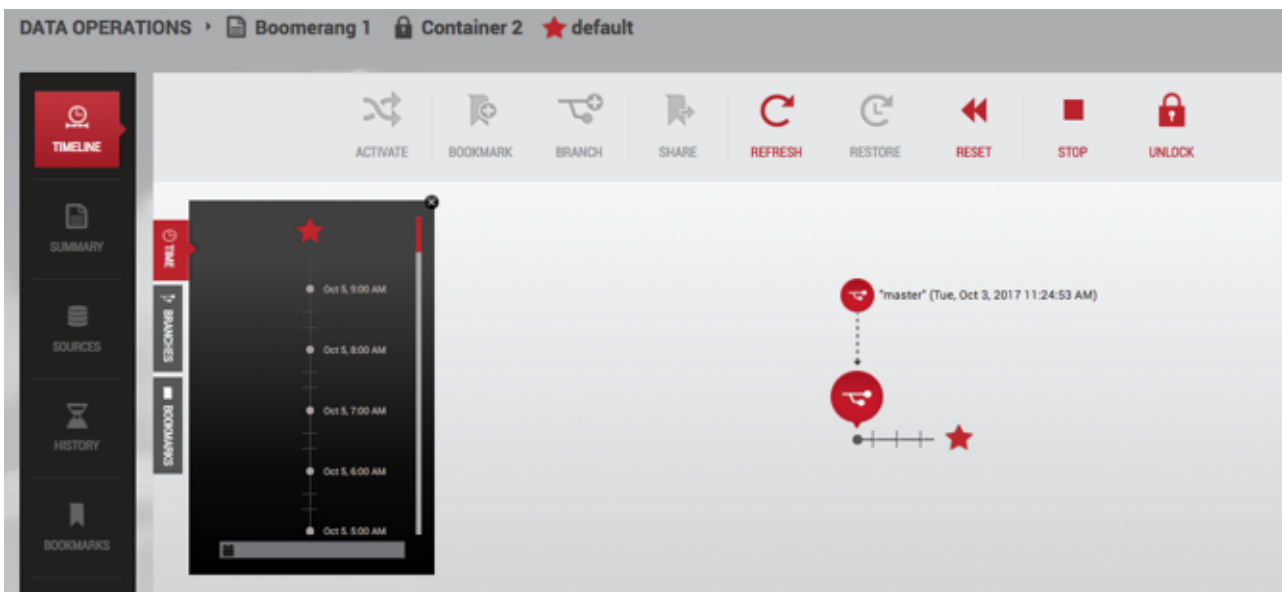 DATA OPERATIONS Boomerang 1 Container 2 default
TIMELINE
SUMMARY
SOURCES
HISTORY
BOOKMARKS
ACTIVATE BOOKMARK BRANCH SHARE REFRESH RESTORE RESET STOP UNLOCK
TIME
BRANCHES
BOOKMARKS
Oct 5, 9:00 AM
Oct 5, 8:00 AM
Oct 5, 7:00 AM
Oct 5, 6:00 AM
Oct 5, 5:00 AM
"master" (Tue, Oct 3, 2017 11:24:53 AM)